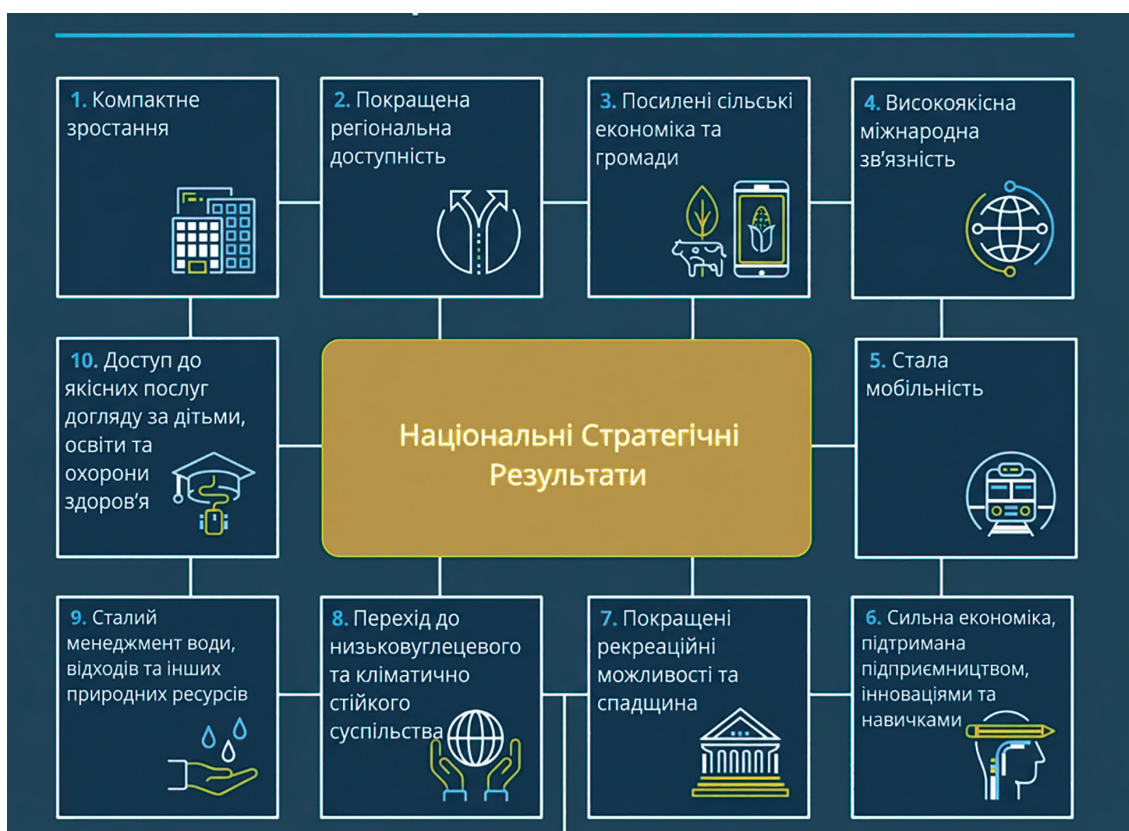 1. Компактне
зростання
2. Покращена
регіональна
доступність
3. Посилені сільські
економіка та
громади
4. Високоякісна
міжнародна
зв’язність
10. Доступ до
якісних послуг
догляду за дітьми,
освіти та
охорони
здоров’я
Національні Стратегічні
Результати
5. Стала
мобільність
9. Сталий
менеджмент води,
відходів та інших
природних ресурсів
8. Перехід до
низьковуглецевого
та кліматично
стійкого
суспільства
7. Покращені
рекреаційні
можливості та
спадщина
6. Сильна економіка,
підтримана
підприємництвом,
інноваціями та
навичками